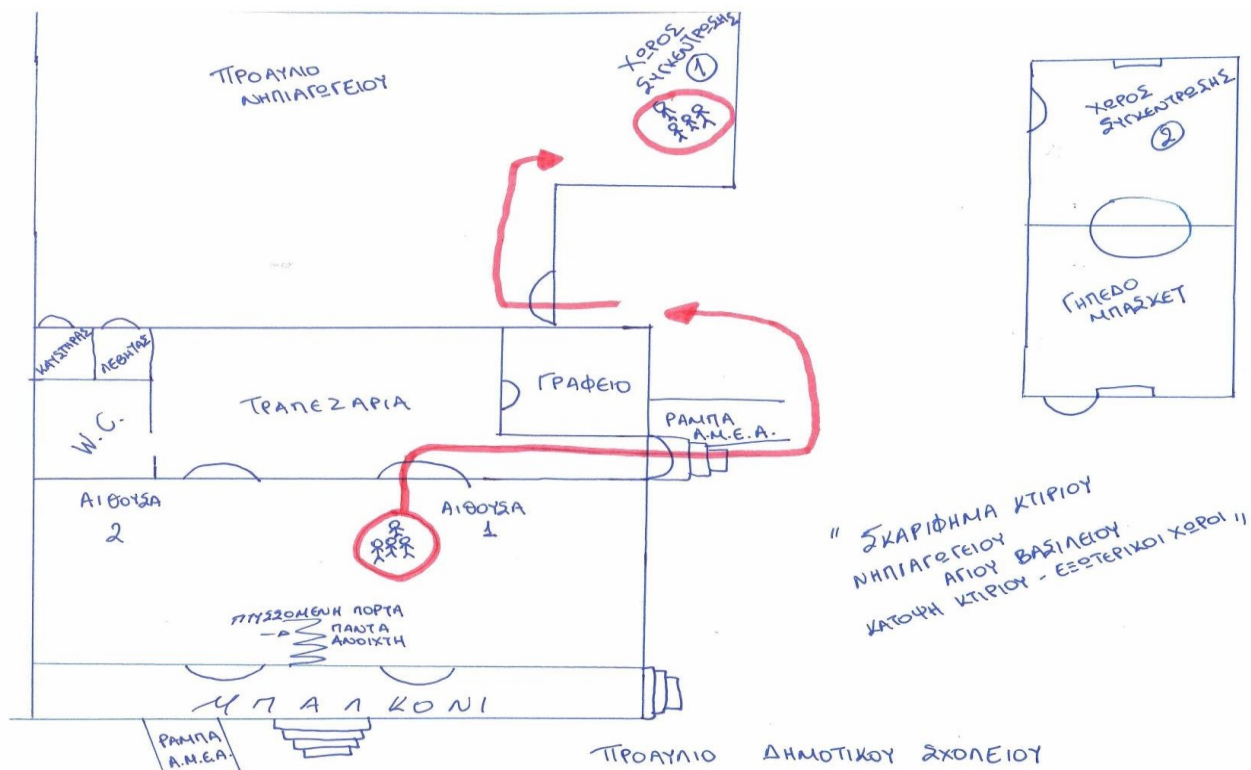 ΠΡΟΑΥΛΙΟ
ΝΗΠΙΑΓΩΓΕΙΟΥ
ΧΩΡΟΣ
ΣΥΓΚΕΝΤΡΩΣΗΣ
1
ΧΩΡΟΣ
ΣΥΓΚΕΝΤΡΩΣΗΣ
2
ΓΗΠΕΔΟ
ΜΠΑΣΚΕΤ
ΚΑΥΣΤΗΡΑΣ
ΛΕΒΗΤΑΣ
W.C.
ΤΡΑΠΕΖΑΡΙΑ
ΓΡΑΦΕΙΟ
ΡΑΜΠΑ
Α.Μ.Ε.Α.
ΑΙΘΟΥΣΑ
2
ΑΙΘΟΥΣΑ
1
ΠΤΥΣΣΟΜΕΝΗ ΠΟΡΤΑ
ΠΑΝΤΑ
ΑΝΟΙΧΤΗ
ΜΠΑΛΚΟΝΙ
ΡΑΜΠΑ
Α.Μ.Ε.Α.
" ΣΚΑΡΙΦΗΜΑ ΚΤΙΡΙΟΥ
ΝΗΠΙΑΓΩΓΕΙΟΥ
ΑΓΙΟΥ ΒΑΣΙΛΕΙΟΥ
ΚΑΤΟΨΗ ΚΤΙΡΙΟΥ - ΕΞΩΤΕΡΙΚΟΙ ΧΩΡΟΙ "
ΠΡΟΑΥΛΙΟ ΔΗΜΟΤΙΚΟΥ ΣΧΟΛΕΙΟΥ